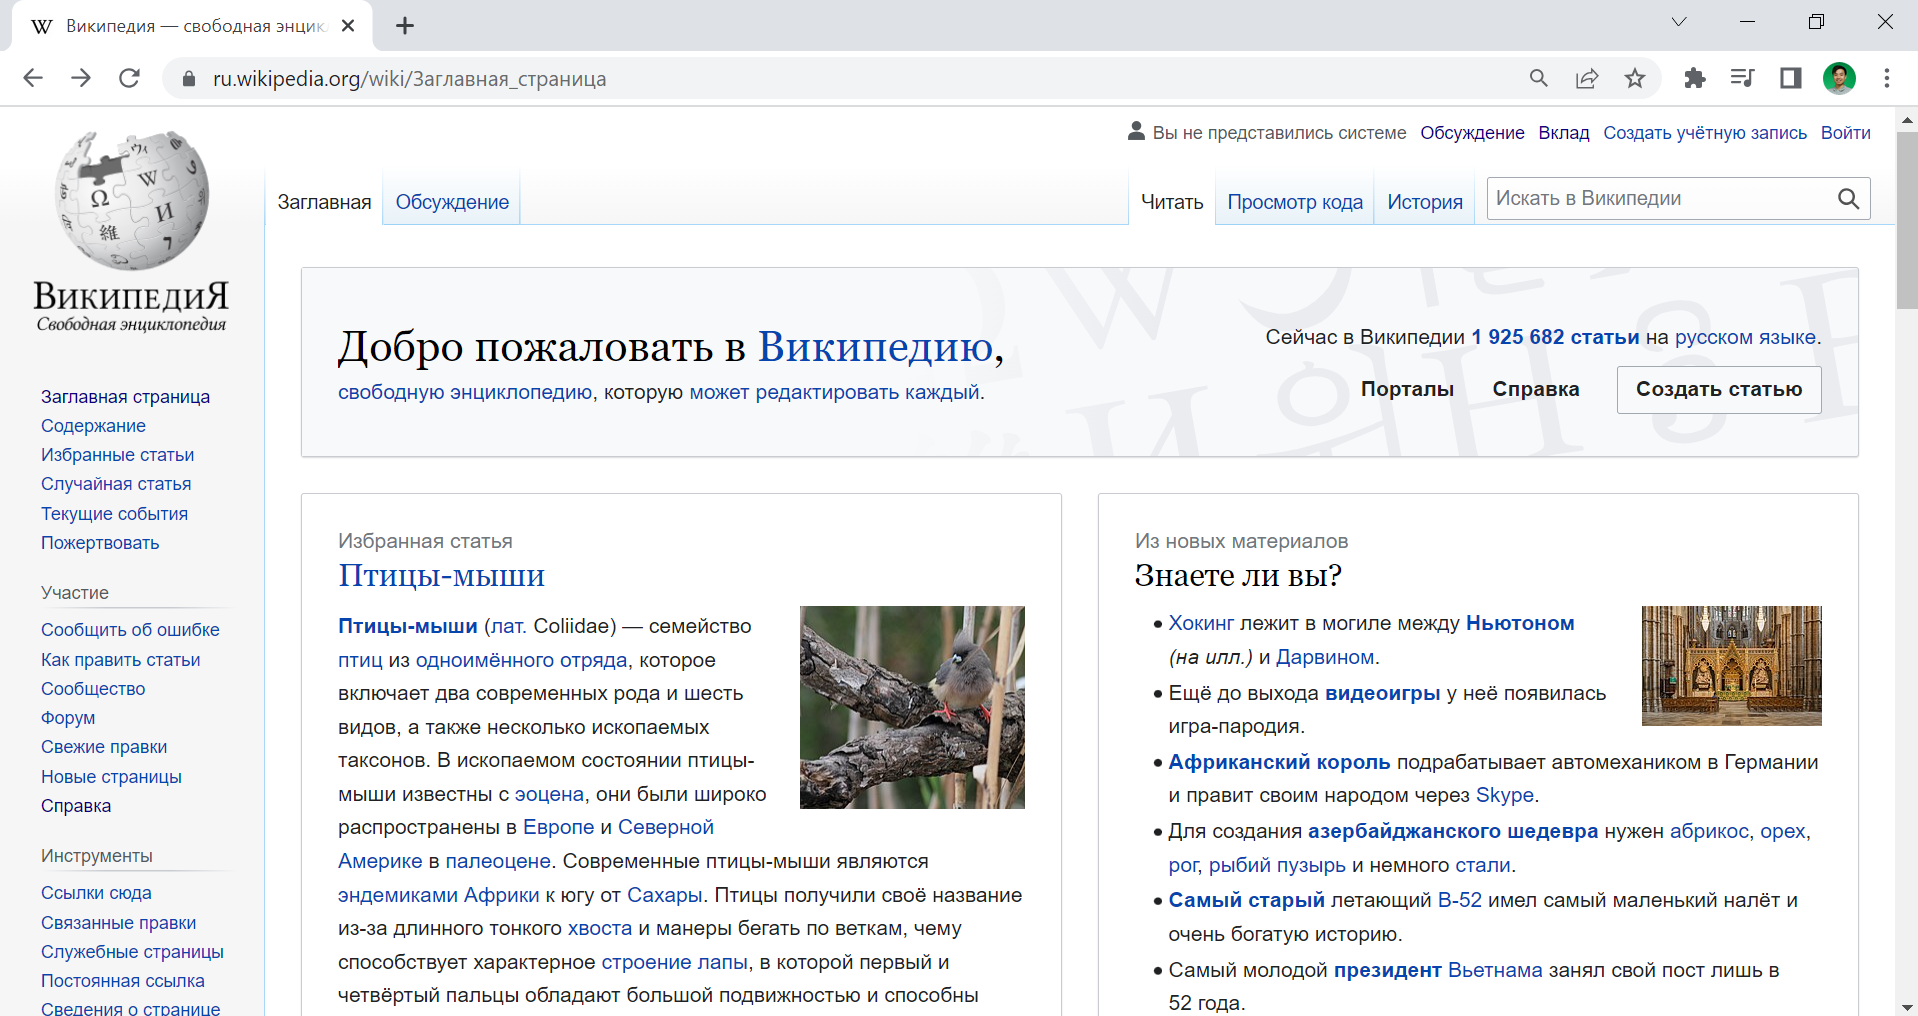 Википедия — свободная энцик
ru.wikipedia.org/wiki/Заглавная_страница
Вы не представились системе Обсуждение Вклад Создать учётную запись Войти
Заглавная Обсуждение Читать Просмотр кода История Искать в Википедии
ВикипедиЯ
Свободная энциклопедия
Заглавная страница
Содержание
Избранные статьи
Случайная статья
Текущие события
Пожертвовать
Участие
Сообщить об ошибке
Как править статьи
Сообщество
Форум
Свежие правки
Новые страницы
Справка
Инструменты
Ссылки сюда
Связанные правки
Служебные страницы
Постоянная ссылка
Сведения о странице
Добро пожаловать в Википедию,
свободную энциклопедию, которую может редактировать каждый.
Сейчас в Википедии 1 925 682 статьи на русском языке.
Порталы Справка Создать статью
Избранная статья
Птицы-мыши
Птицы-мыши (лат. Coliidae) — семейство
птиц из одноимённого отряда, которое
включает два современных рода и шесть
видов, а также несколько ископаемых
таксонов. В ископаемом состоянии птицы-
мыши известны с эоцена, они были широко
распространены в Европе и Северной
Америке в палеоцене. Современные птицы-мыши являются
эндемиками Африки к югу от Сахары. Птицы получили своё название
из-за длинного тонкого хвоста и манеры бегать по веткам, чему
способствует характерное строение лапы, в которой первый и
четвёртый пальцы обладают большой подвижностью и способны
Из новых материалов
Знаете ли вы?
Хокинг лежит в могиле между Ньютоном
(на илл.) и Дарвином.
Ещё до выхода видеоигры у неё появилась
игра-пародия.
Африканский король подрабатывает автомехаником в Германии
и правит своим народом через Skype.
Для создания азербайджанского шедевра нужен абрикос, орех,
рог, рыбий пузырь и немного стали.
Самый старый летающий B-52 имел самый маленький налёт и
очень богатую историю.
Самый молодой президент Вьетнама занял свой пост лишь в
52 года.